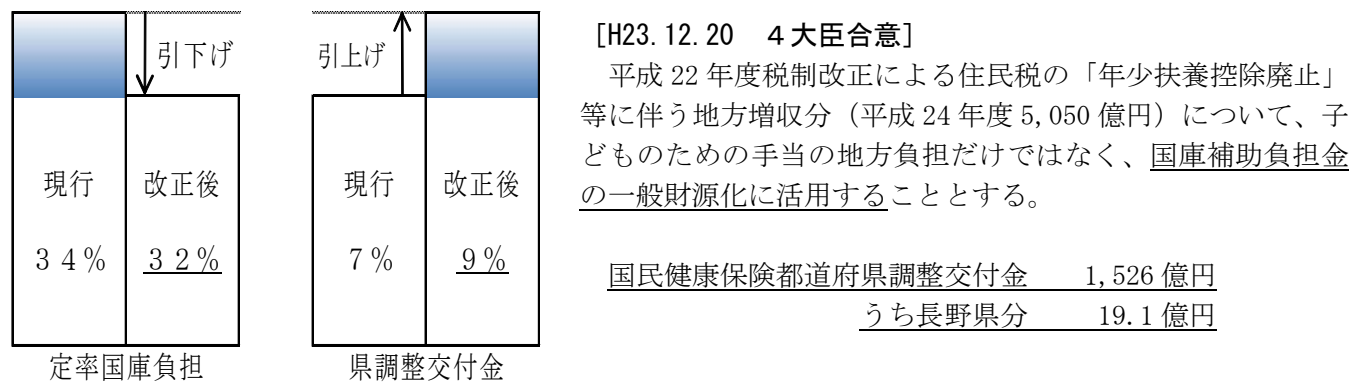 引下げ
現行
改正後
34%
32%
定率国庫負担
引上げ
現行
改正後
7%
9%
県調整交付金
[H23.12.20 4大臣合意]
平成22年度税制改正による住民税の「年少扶養控除廃止」
等に伴う地方増収分(平成24年度5,050億円)について、子
どものための手当の地方負担だけではなく、国庫補助負担金
の一般財源化に活用することとする。
国民健康保険都道府県調整交付金 1,526億円
うち長野県分 19.1億円